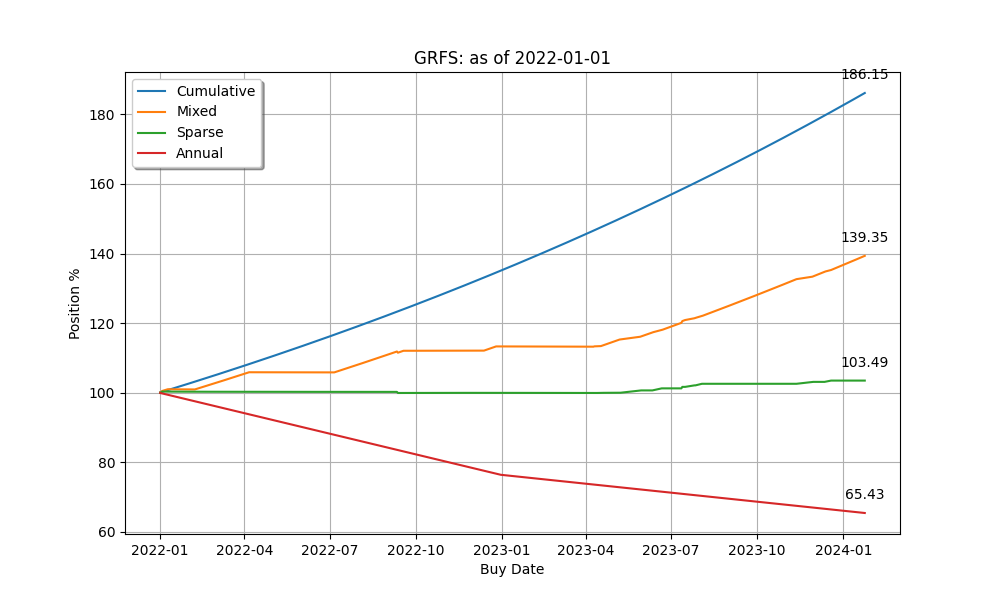 GRFS: as of 2022-01-01
Cumulative
Mixed
Sparse
Annual
186.15
139.35
103.49
65.43
180
160
140
120
100
80
60
Position %
2022-01 2022-04 2022-07 2022-10 2023-01 2023-04 2023-07 2023-10 2024-01
Buy Date